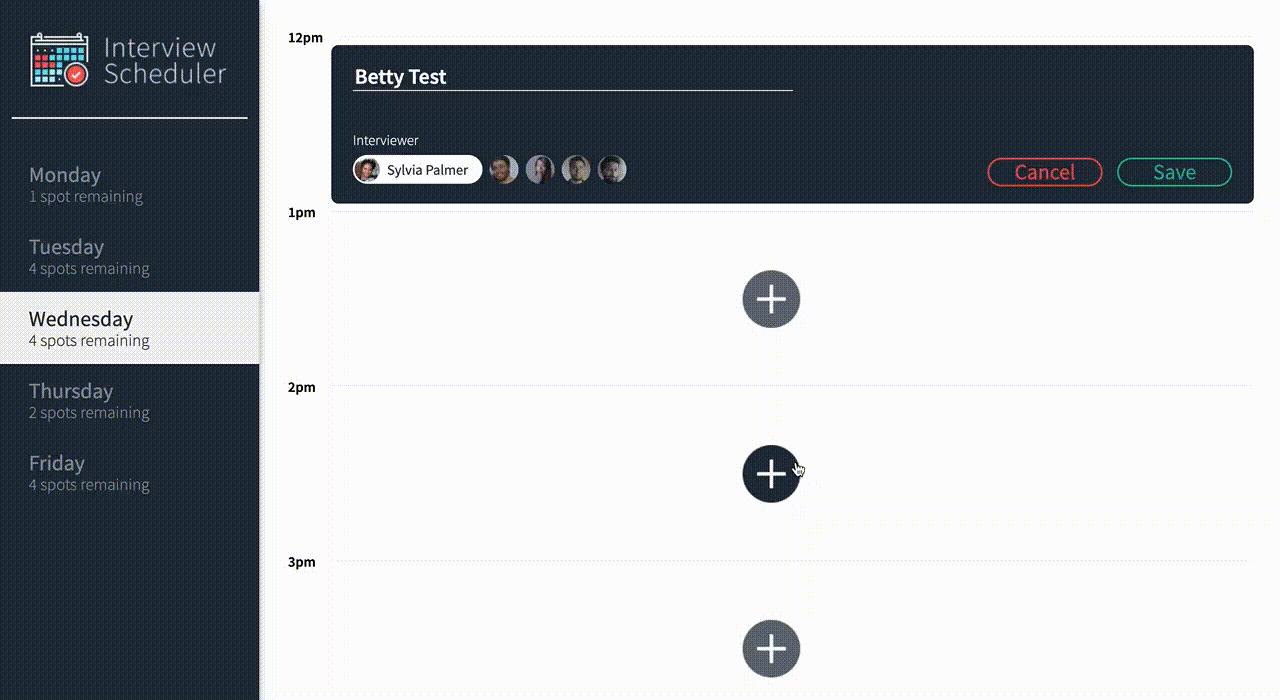 Interview
Scheduler
Monday
1 spot remaining
Tuesday
4 spots remaining
Wednesday
4 spots remaining
Thursday
2 spots remaining
Friday
4 spots remaining
12pm
Betty Test
Interviewer
Sylvia Palmer
Cancel
Save
1pm
2pm
3pm